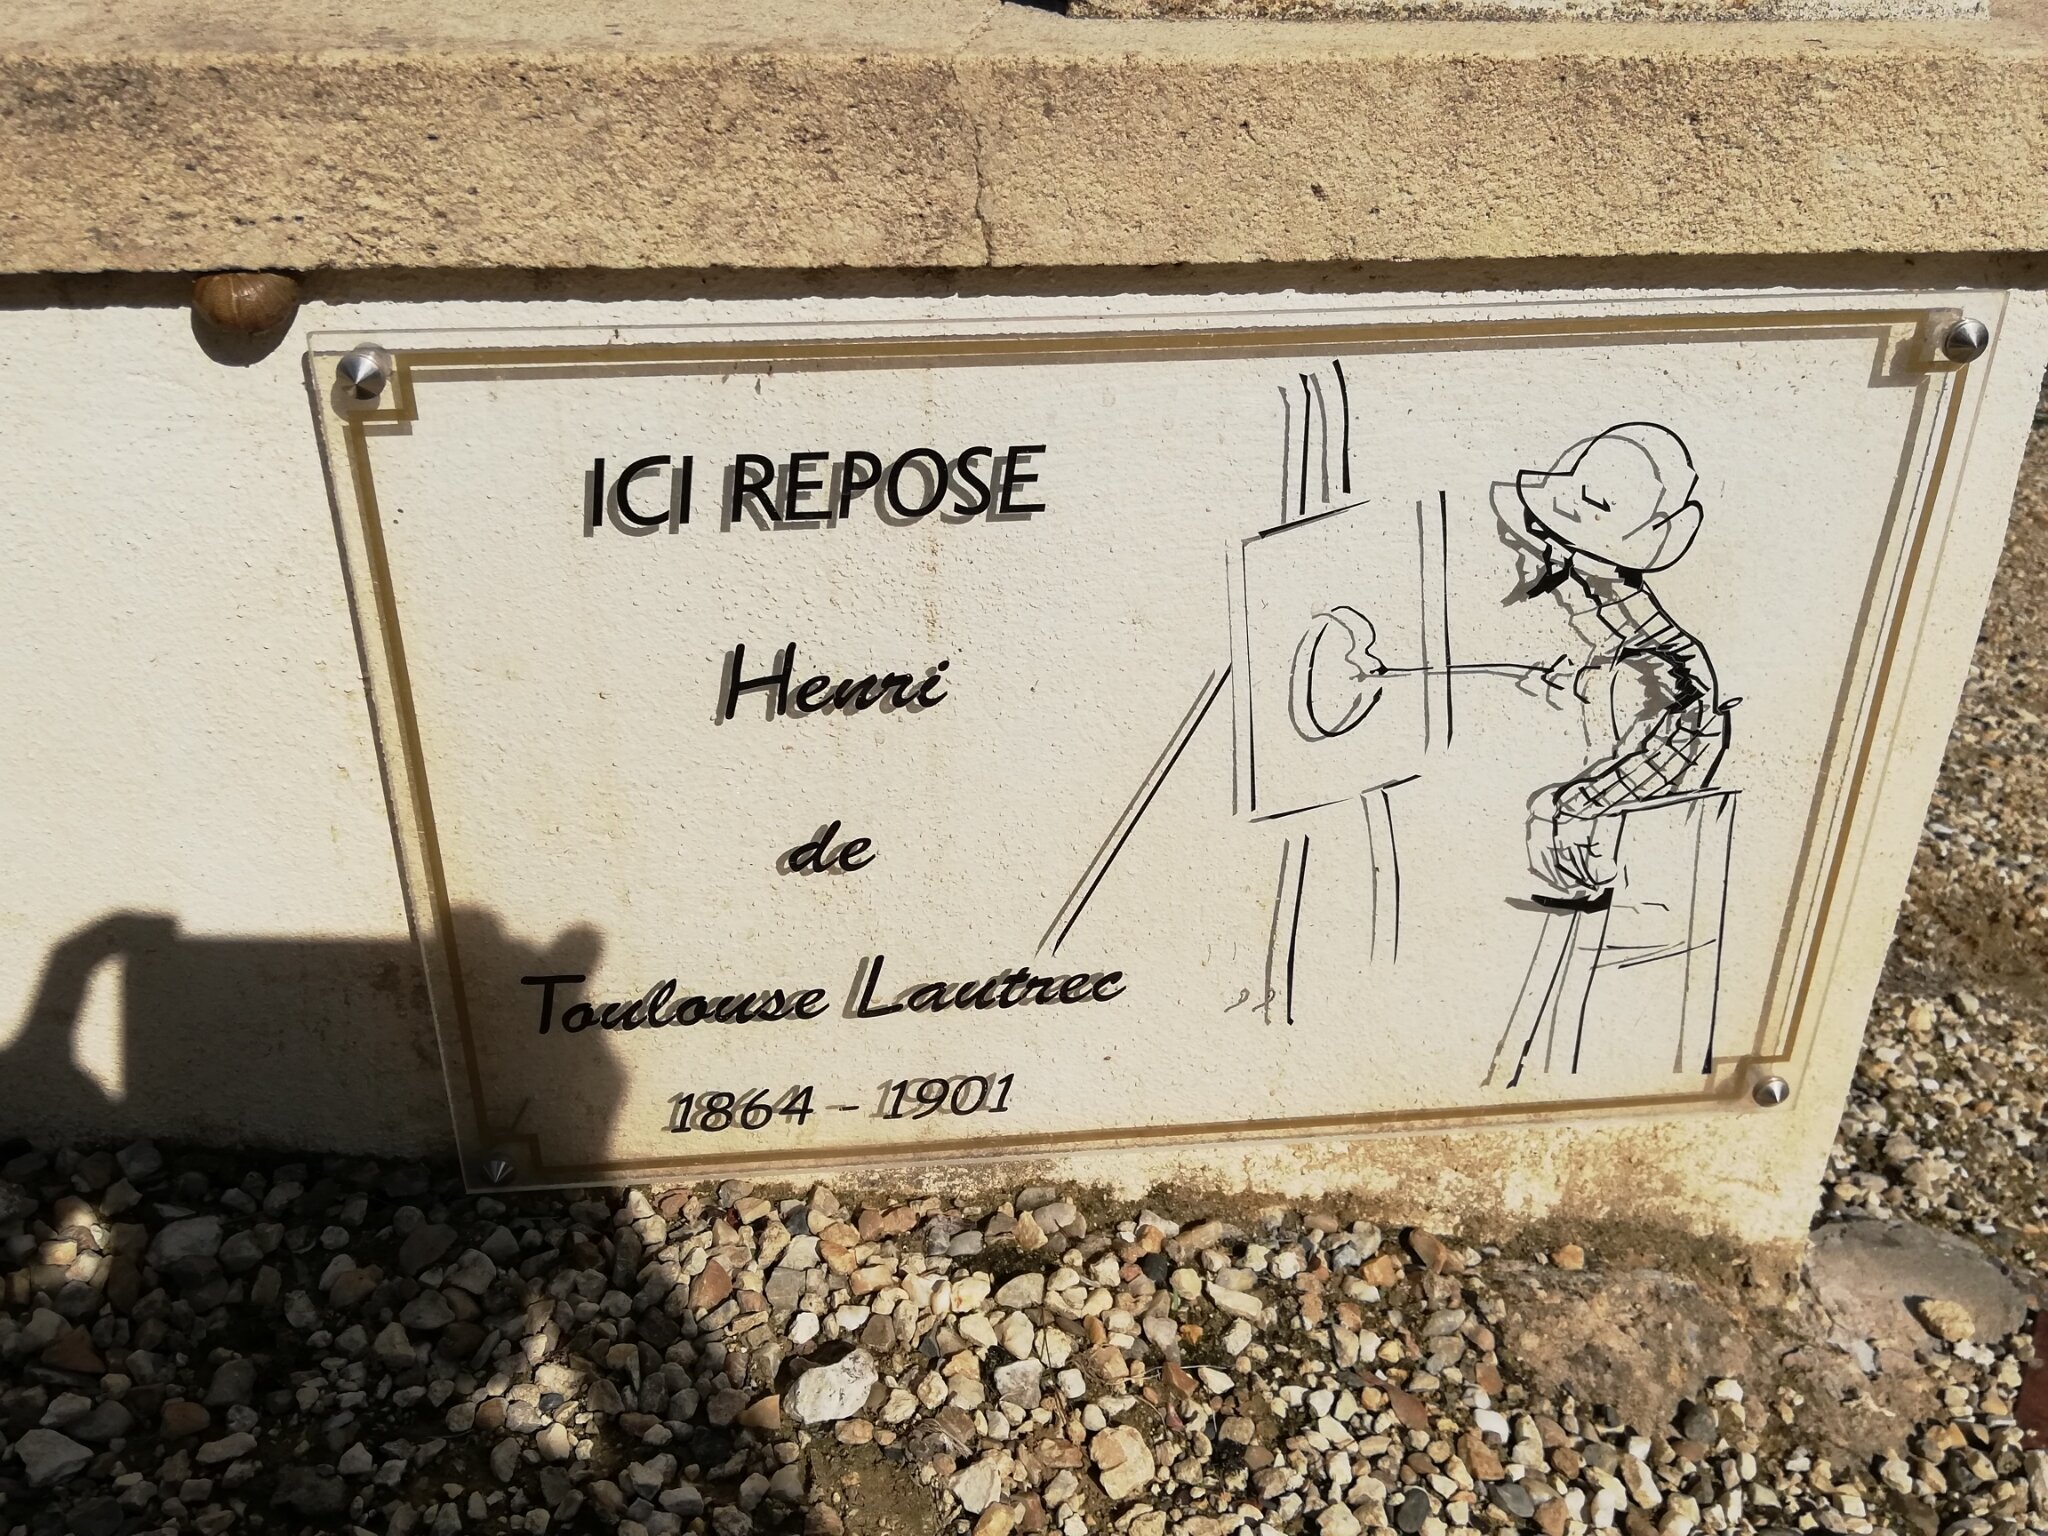 ICI REPOSE
Henri
de
Toulouse Lautrec
1864 - 1901